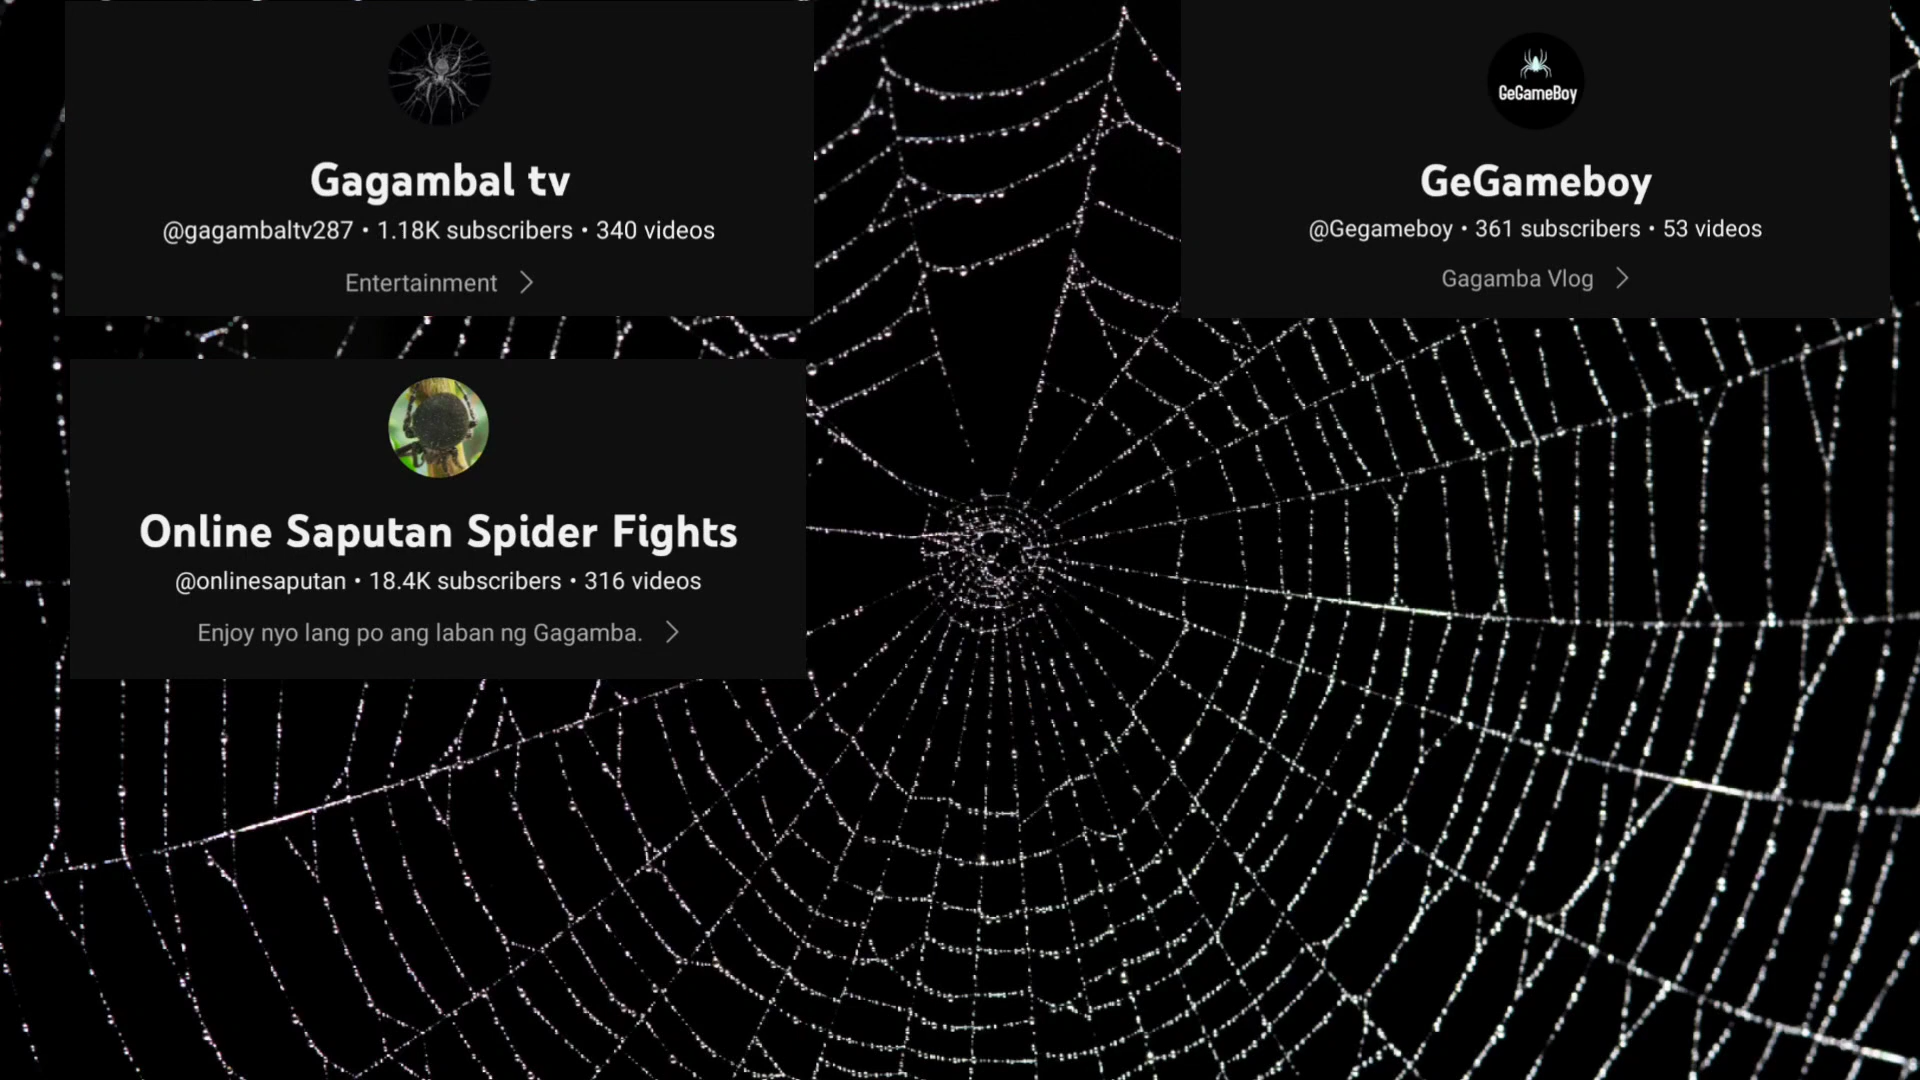 Gagambal tv
@gagambaltv287 • 1.18K subscribers • 340 videos
Entertainment
GeGameBoy
GeGameboy
@Gegameboy • 361 subscribers • 53 videos
Gagamba Vlog
Online Saputan Spider Fights
@onlinesaputan • 18.4K subscribers • 316 videos
Enjoy nyo lang po ang laban ng Gagamba.